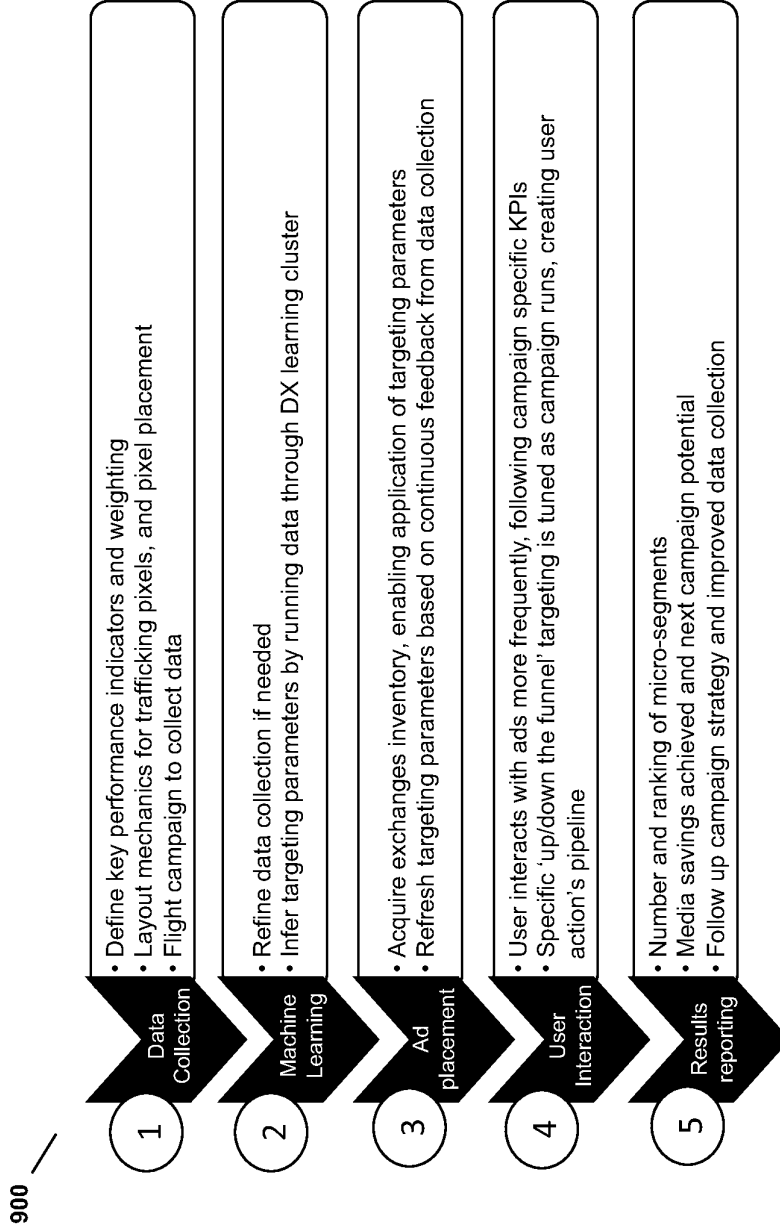 900
1
Data
Collection
• Define key performance indicators and weighting
• Layout mechanics for trafficking pixels, and pixel placement
• Flight campaign to collect data
2
Machine
Learning
• Refine data collection if needed
• Infer targeting parameters by running data through DX learning cluster
3
Ad
placement
• Acquire exchanges inventory, enabling application of targeting parameters
• Refresh targeting parameters based on continuous feedback from data collection
4
User
Interaction
• User interacts with ads more frequently, following campaign specific KPIs
• Specific ‘up/down the funnel’ targeting is tuned as campaign runs, creating user
action’s pipeline
5
Results
reporting
• Number and ranking of micro-segments
• Media savings achieved and next campaign potential
• Follow up campaign strategy and improved data collection